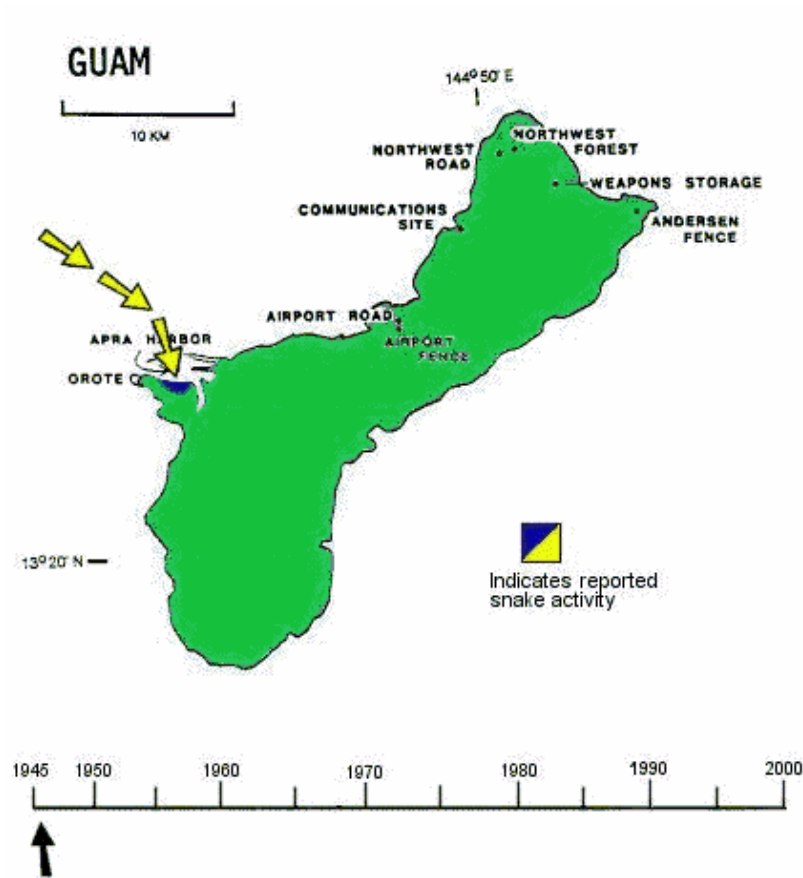 GUAM
10 KM
144° 50' E
NORTHWEST ROAD
NORTHWEST FOREST
WEAPONS STORAGE
COMMUNICATIONS SITE
ANDERSEN FENCE
AIRPORT ROAD
AIRPORT FENCE
APRA HARBOR
OROTE
13° 20' N
Indicates reported
snake activity
1945 1950 1960 1970 1980 1990 2000